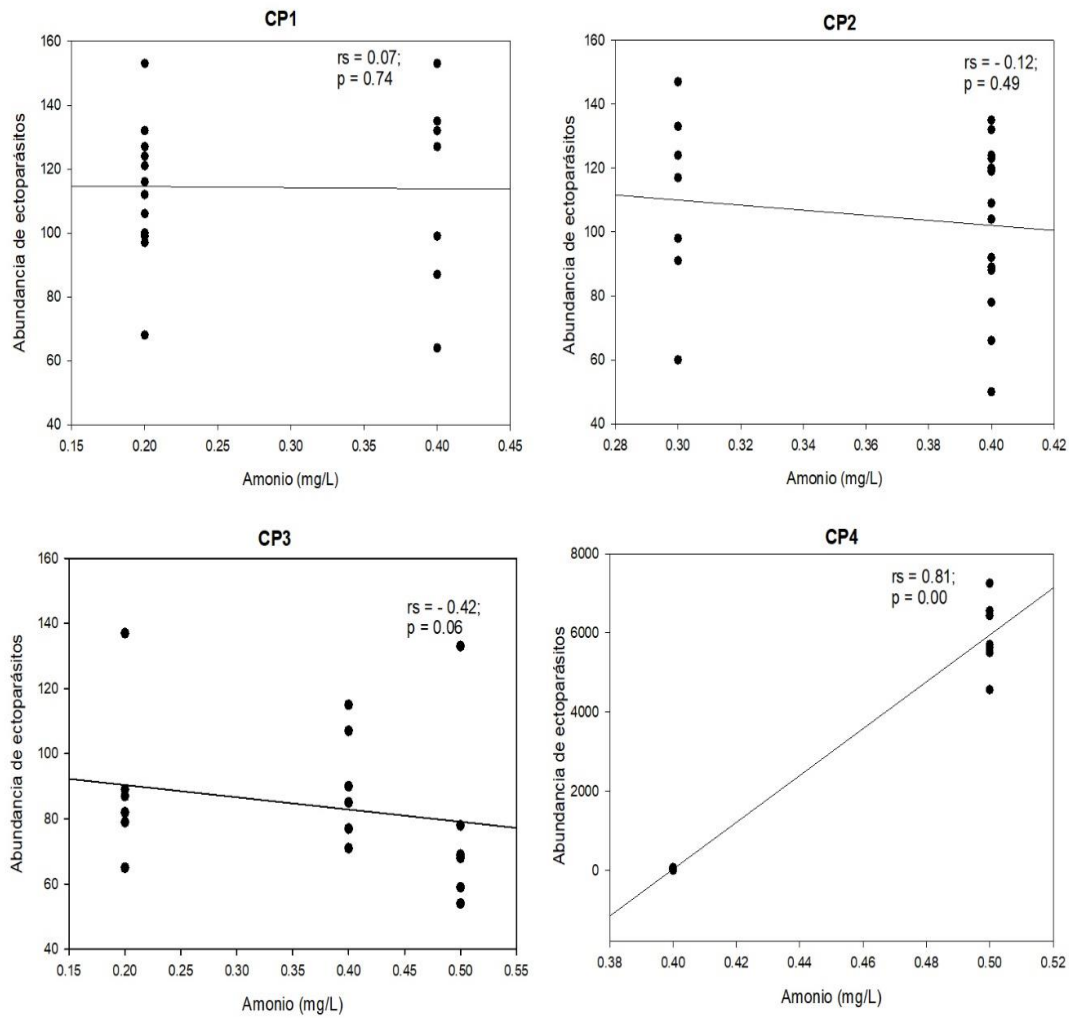 CP1
rs = 0.07;
p = 0.74
160
140
120
100
80
60
40
0.15 0.20 0.25 0.30 0.35 0.40 0.45
Abundancia de ectoparásitos
Amonio (mg/L)
CP2
rs = - 0.12;
p = 0.49
160
140
120
100
80
60
40
0.28 0.30 0.32 0.34 0.36 0.38 0.40 0.42
Abundancia de ectoparásitos
Amonio (mg/L)
CP3
rs = - 0.42;
p = 0.06
160
140
120
100
80
60
40
0.15 0.20 0.25 0.30 0.35 0.40 0.45 0.50 0.55
Abundancia de ectoparásitos
Amonio (mg/L)
CP4
rs = 0.81;
p = 0.00
8000
6000
4000
2000
0
0.38 0.40 0.42 0.44 0.46 0.48 0.50 0.52
Abundancia de ectoparásitos
Amonio (mg/L)